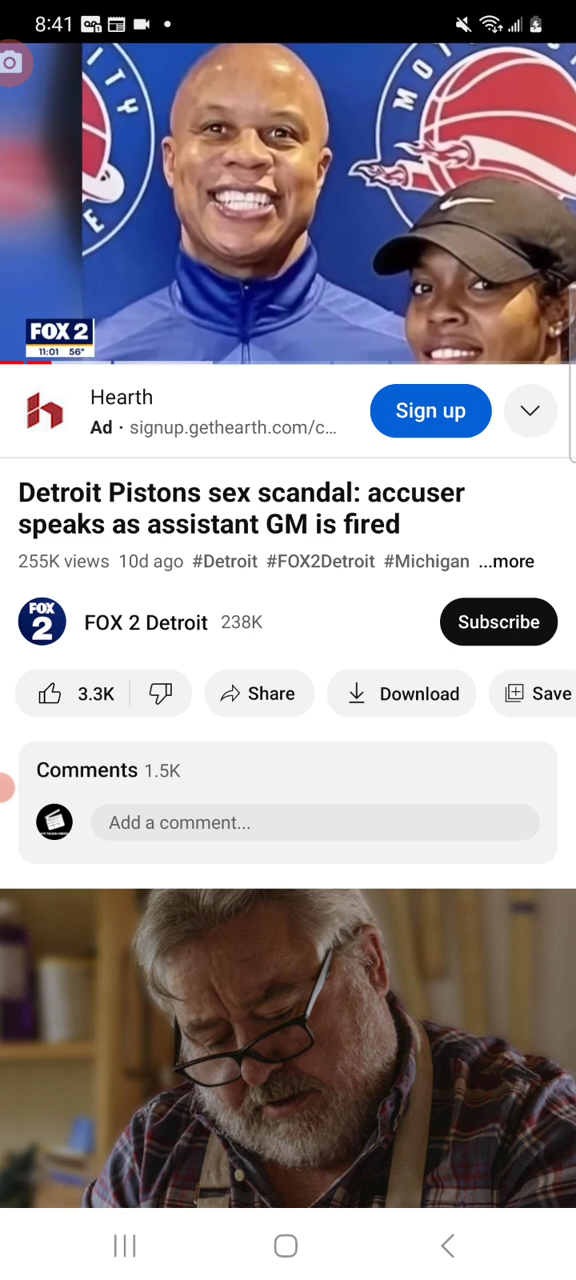 8:41
I T Y
E
M O T
FOX 2
11:01 56°
Hearth
Ad · signup.gethearth.com/c...
Sign up
Detroit Pistons sex scandal: accuser
speaks as assistant GM is fired
255K views 10d ago #Detroit #FOX2Detroit #Michigan ...more
FOX
2
FOX 2 Detroit 238K
Subscribe
3.3K
Share
Download
Save
Comments 1.5K
Add a comment...